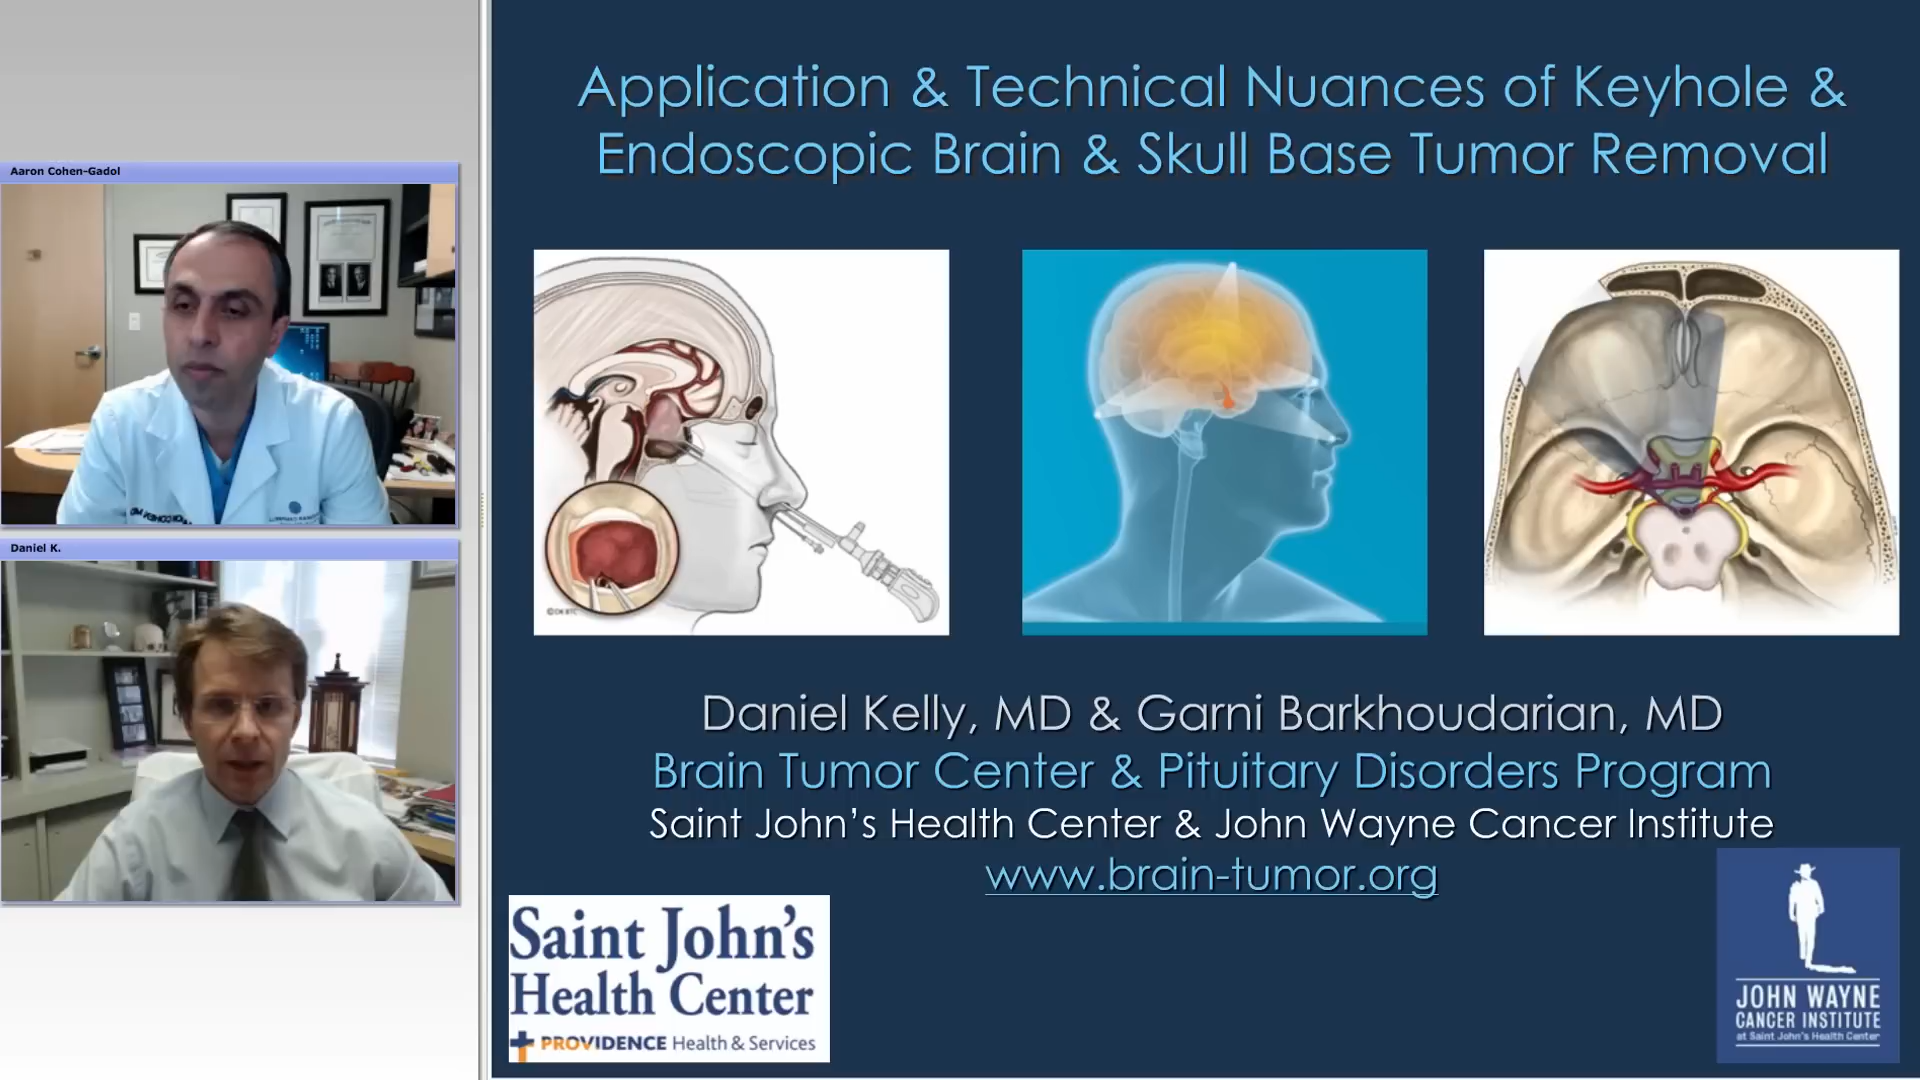 Aaron Cohen-Gadol
Daniel K.
Application & Technical Nuances of Keyhole &
Endoscopic Brain & Skull Base Tumor Removal
Daniel Kelly, MD & Garni Barkhoudarian, MD
Brain Tumor Center & Pituitary Disorders Program
Saint John’s Health Center & John Wayne Cancer Institute
www.brain-tumor.org
Saint John’s
Health Center
PROVIDENCE Health & Services
JOHN WAYNE
CANCER INSTITUTE
at Saint John's Health Center